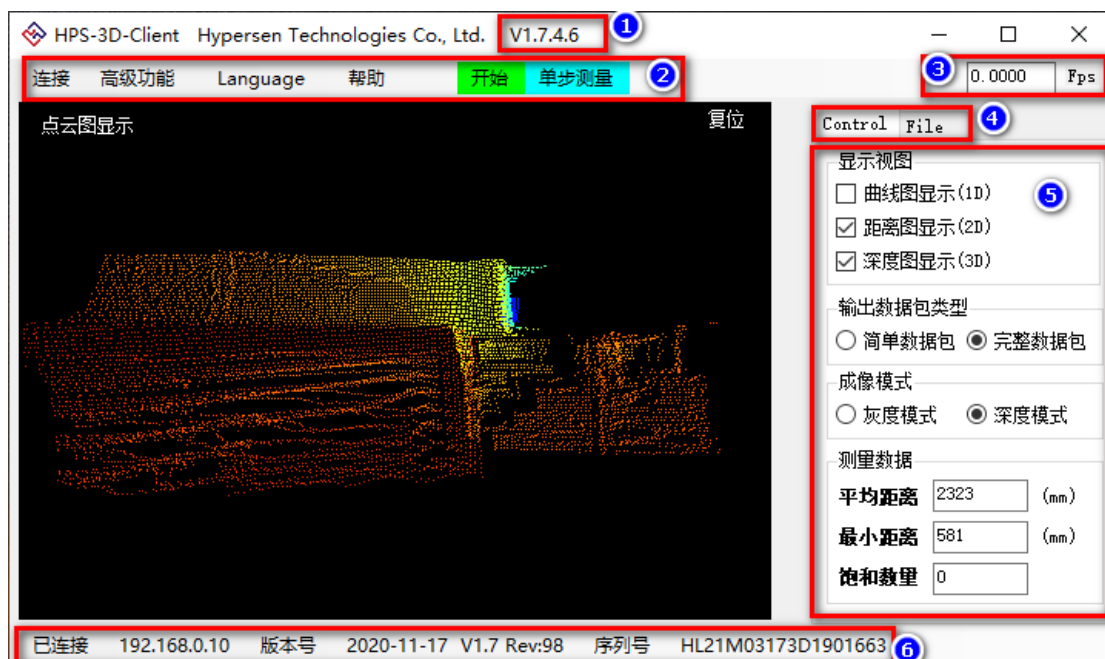 HPS-3D-Client Hypersen Technologies Co., Ltd. V1.7.4.6 1
连接 高级功能 Language 帮助 开始 单步测量 2 3 0.0000 Fps
点云图显示 复位 Control File 4
显示视图
曲线图显示(1D) 5
距离图显示(2D)
深度图显示(3D)
输出数据包类型
简单数据包 完整数据包
成像模式
灰度模式 深度模式
测量数据
平均距离 2323 (mm)
最小距离 581 (mm)
饱和数量 0
已连接 192.168.0.10 版本号 2020-11-17 V1.7 Rev:98 序列号 HL21M03173D1901663 6